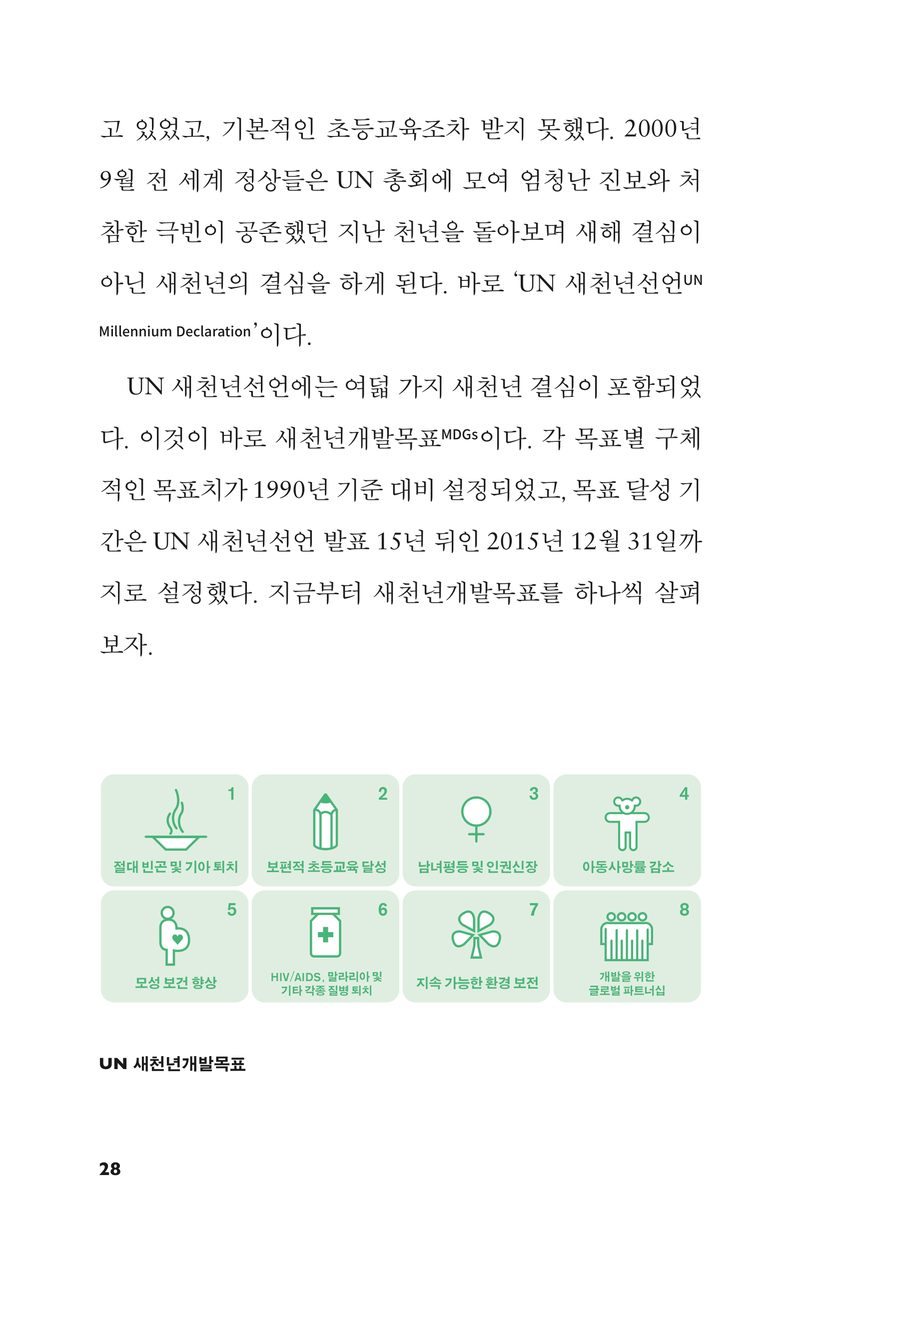 고 있었고, 기본적인 초등교육조차 받지 못했다. 2000년
9월 전 세계 정상들은 UN 총회에 모여 엄청난 진보와 처
참한 극빈이 공존했던 지난 천년을 돌아보며 새해 결심이
아닌 새천년의 결심을 하게 된다. 바로 ‘UN 새천년선언UN
Millennium Declaration’이다.
UN 새천년선언에는 여덟 가지 새천년 결심이 포함되었
다. 이것이 바로 새천년개발목표MDGs이다. 각 목표별 구체
적인 목표치가 1990년 기준 대비 설정되었고, 목표 달성 기
간은 UN 새천년선언 발표 15년 뒤인 2015년 12월 31일까
지로 설정했다. 지금부터 새천년개발목표를 하나씩 살펴
보자.
1
절대 빈곤 및 기아 퇴치
2
보편적 초등교육 달성
3
남녀평등 및 인권신장
4
아동사망률 감소
5
모성 보건 향상
6
HIV/AIDS, 말라리아 및
기타 각종 질병 퇴치
7
지속 가능한 환경 보전
8
개발을 위한
글로벌 파트너십
UN 새천년개발목표
28